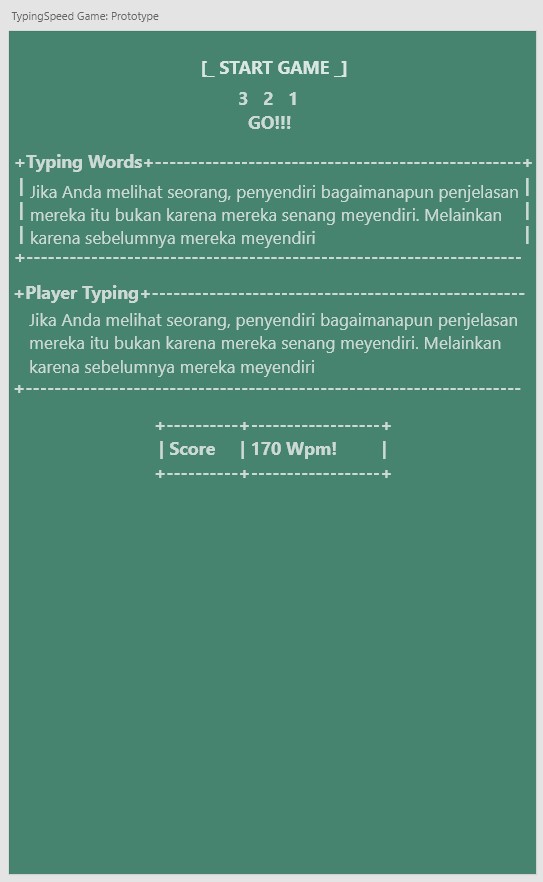 TypingSpeed Game: Prototype
[_ START GAME _]
3 2 1
GO!!!
+Typing Words+----------------------------------------------------+
| Jika Anda melihat seorang, penyendiri bagaimanapun penjelasan |
| mereka itu bukan karena mereka senang meyendiri. Melainkan |
| karena sebelumnya mereka meyendiri |
+---------------------------------------------------------------------
+Player Typing+----------------------------------------------------
Jika Anda melihat seorang, penyendiri bagaimanapun penjelasan
mereka itu bukan karena mereka senang meyendiri. Melainkan
karena sebelumnya mereka meyendiri
+---------------------------------------------------------------------
+----------+------------------+
| Score | 170 Wpm! |
+----------+------------------+